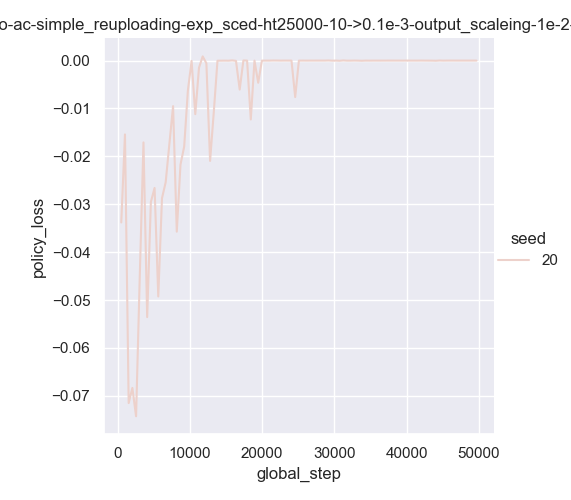 o-ac-simple_reuploading-exp_sced-ht25000-10->0.1e-3-output_scaleing-1e-2-
0.00
−0.01
−0.02
−0.03
−0.04
−0.05
−0.06
−0.07
policy_loss
0 10000 20000 30000 40000 50000
global_step
seed
20